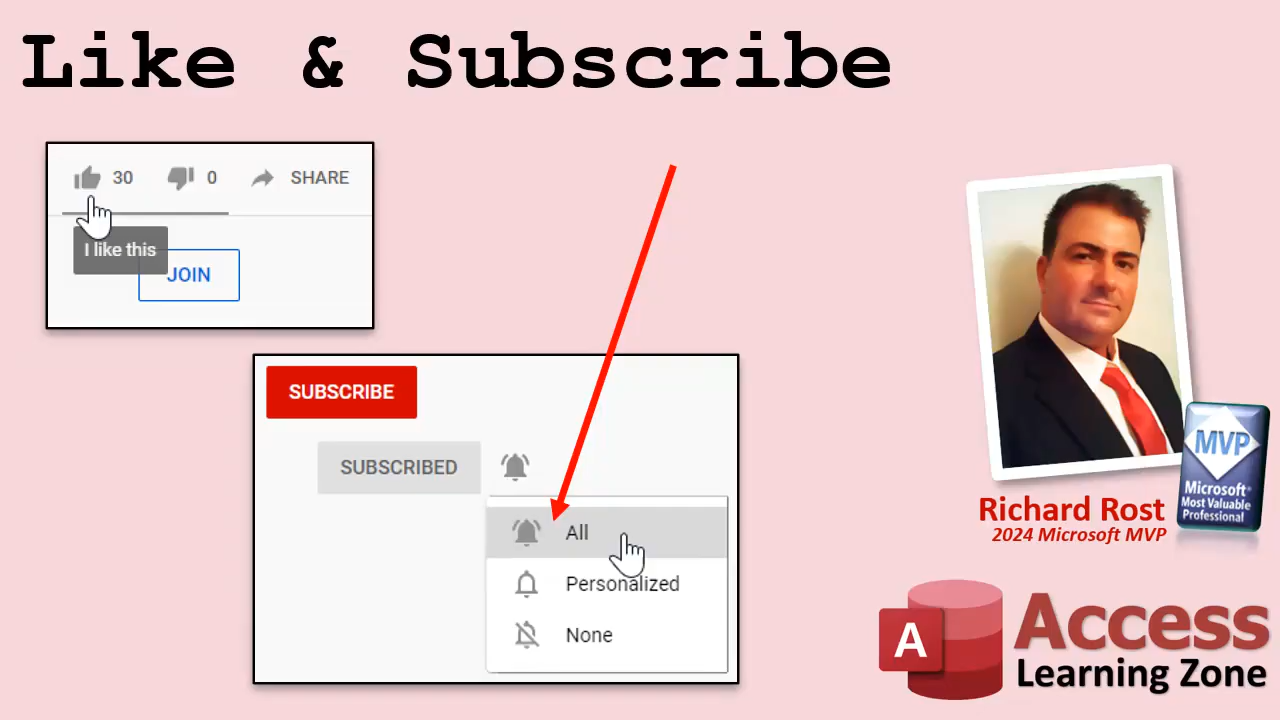 Like & Subscribe
30 0 SHARE
I like this
JOIN
SUBSCRIBE
SUBSCRIBED
All
Personalized
None
MVP
Microsoft®
Most Valuable
Professional
Richard Rost
2024 Microsoft MVP
A
Access
Learning Zone